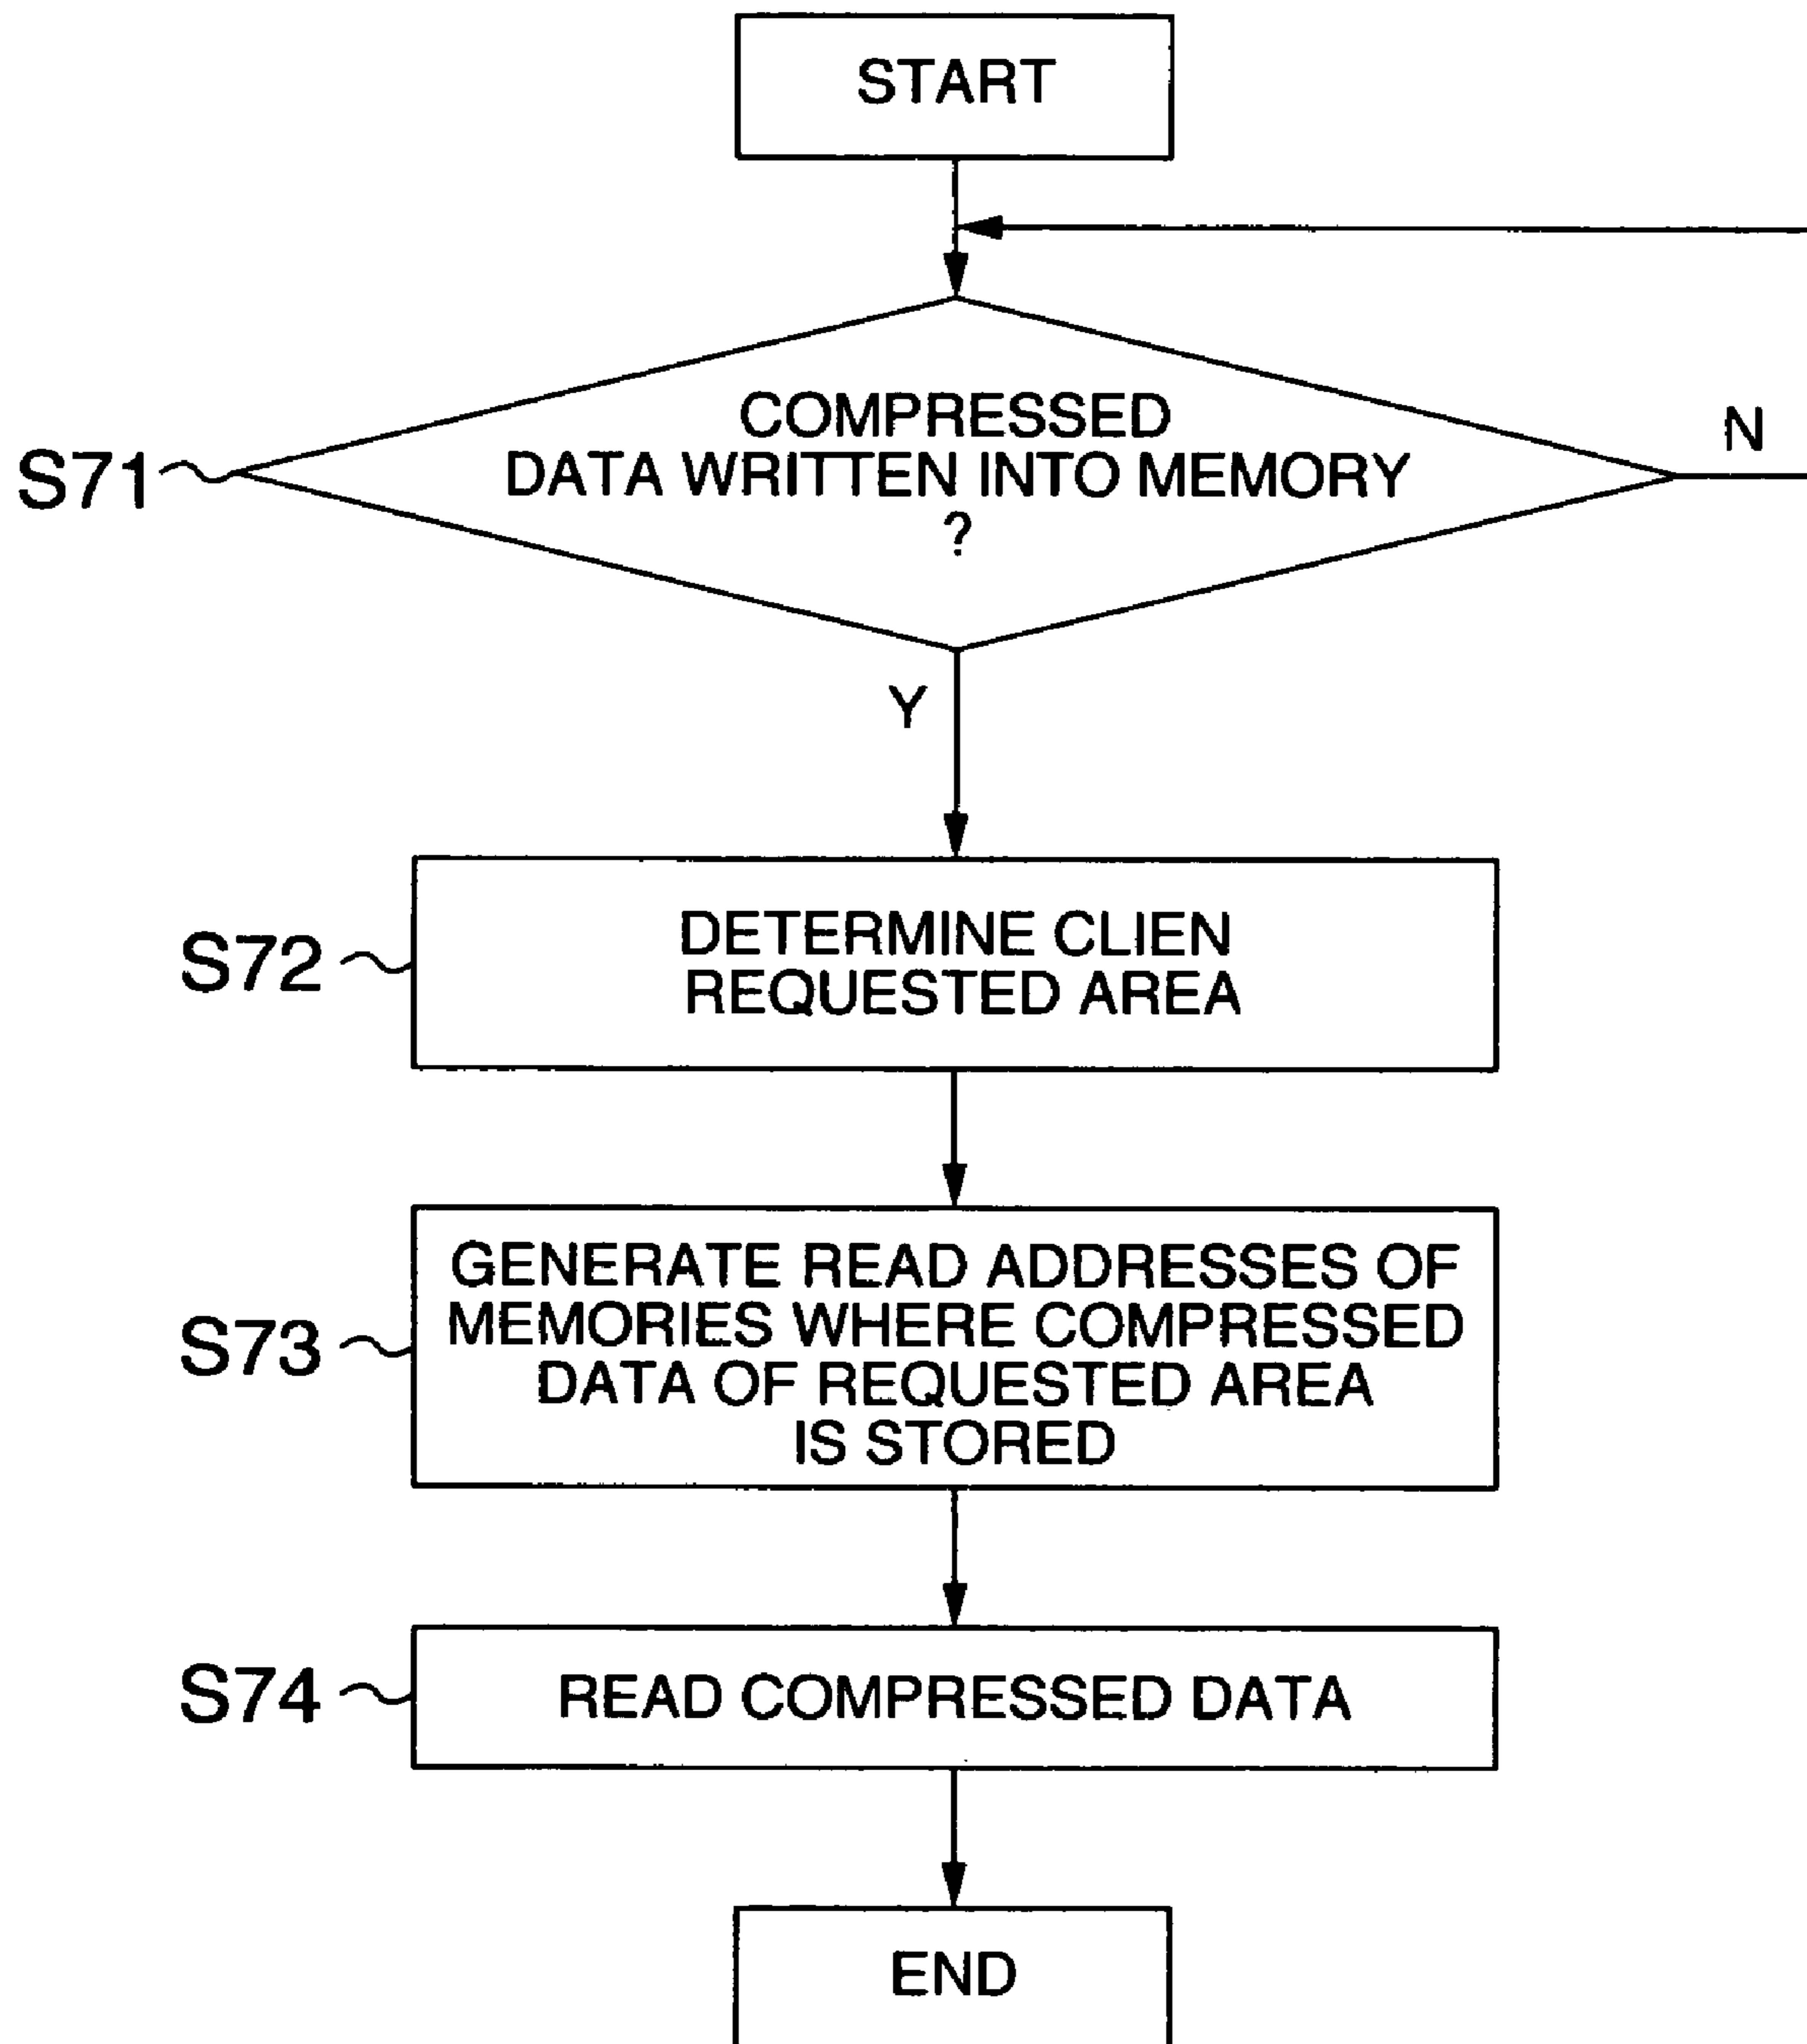 START
COMPRESSED
DATA WRITTEN INTO MEMORY
?
N
S71
Y
S72
DETERMINE CLIEN
REQUESTED AREA
S73
GENERATE READ ADDRESSES OF
MEMORIES WHERE COMPRESSED
DATA OF REQUESTED AREA
IS STORED
S74
READ COMPRESSED DATA
END